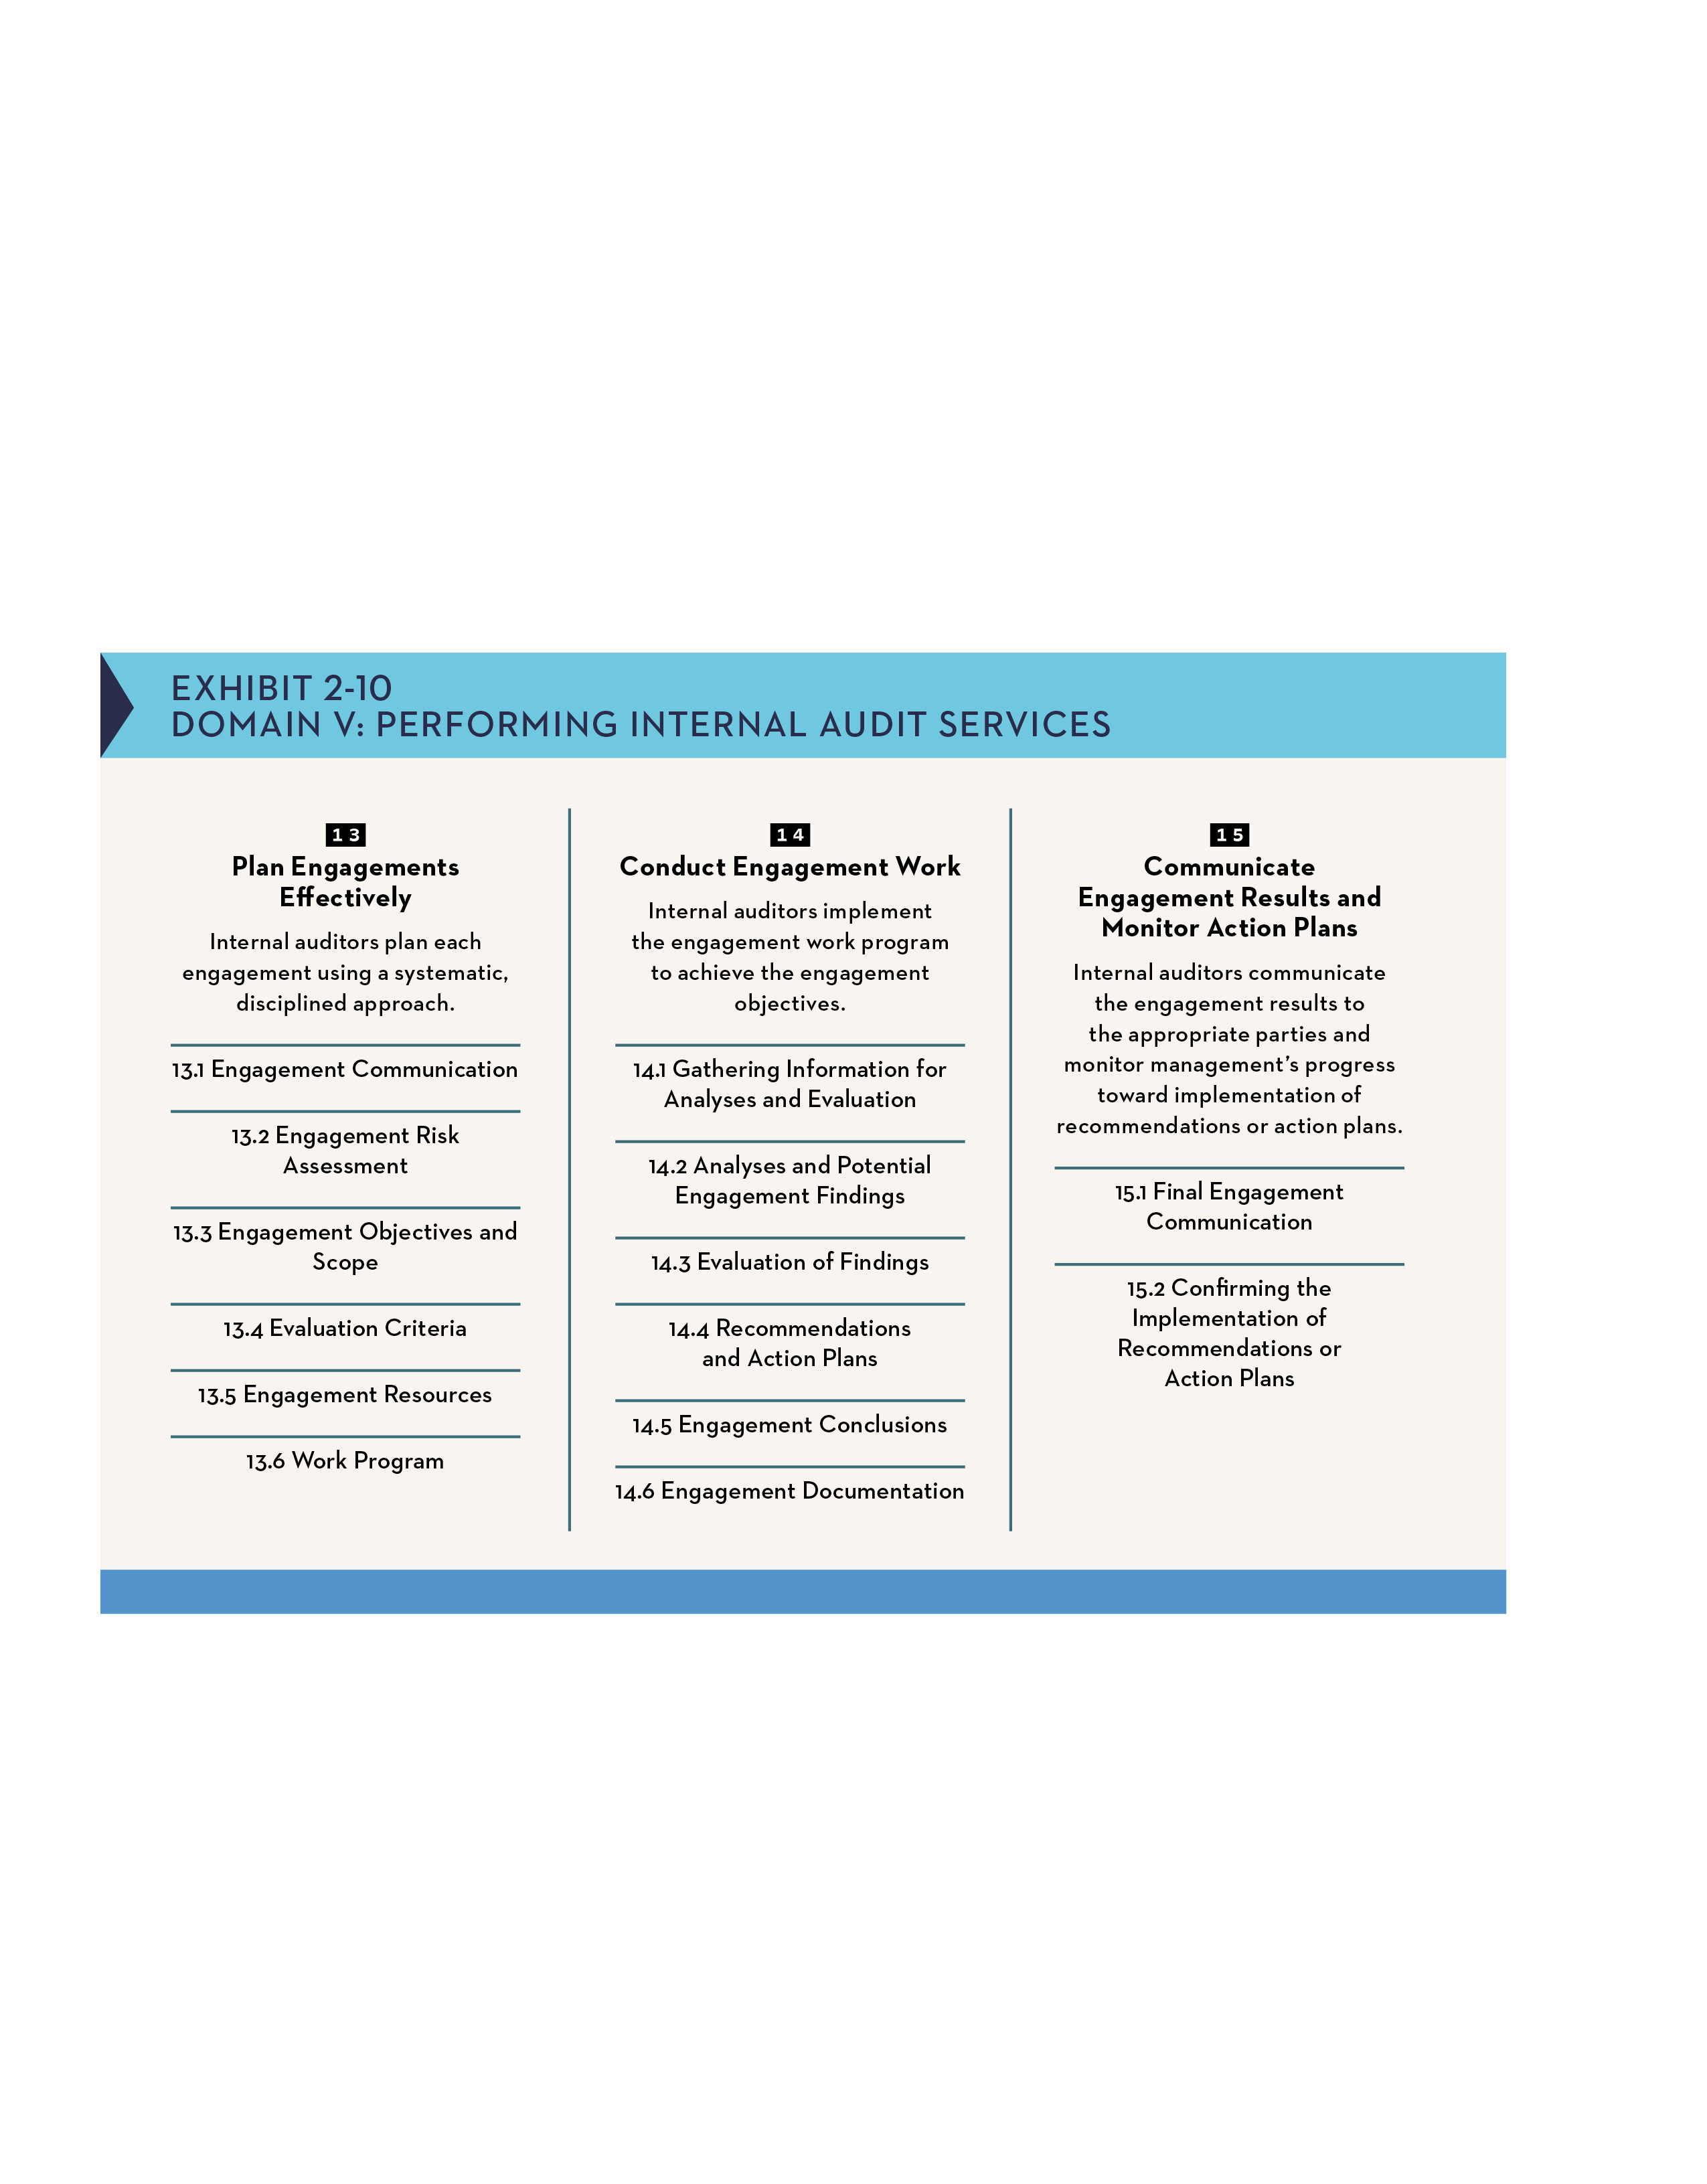 EXHIBIT 2-10
DOMAIN V: PERFORMING INTERNAL AUDIT SERVICES
13
Plan Engagements
Effectively
Internal auditors plan each
engagement using a systematic,
disciplined approach.
13.1 Engagement Communication
13.2 Engagement Risk
Assessment
13.3 Engagement Objectives and
Scope
13.4 Evaluation Criteria
13.5 Engagement Resources
13.6 Work Program
14
Conduct Engagement Work
Internal auditors implement
the engagement work program
to achieve the engagement
objectives.
14.1 Gathering Information for
Analyses and Evaluation
14.2 Analyses and Potential
Engagement Findings
14.3 Evaluation of Findings
14.4 Recommendations
and Action Plans
14.5 Engagement Conclusions
14.6 Engagement Documentation
15
Communicate
Engagement Results and
Monitor Action Plans
Internal auditors communicate
the engagement results to
the appropriate parties and
monitor management’s progress
toward implementation of
recommendations or action plans.
15.1 Final Engagement
Communication
15.2 Confirming the
Implementation of
Recommendations or
Action Plans